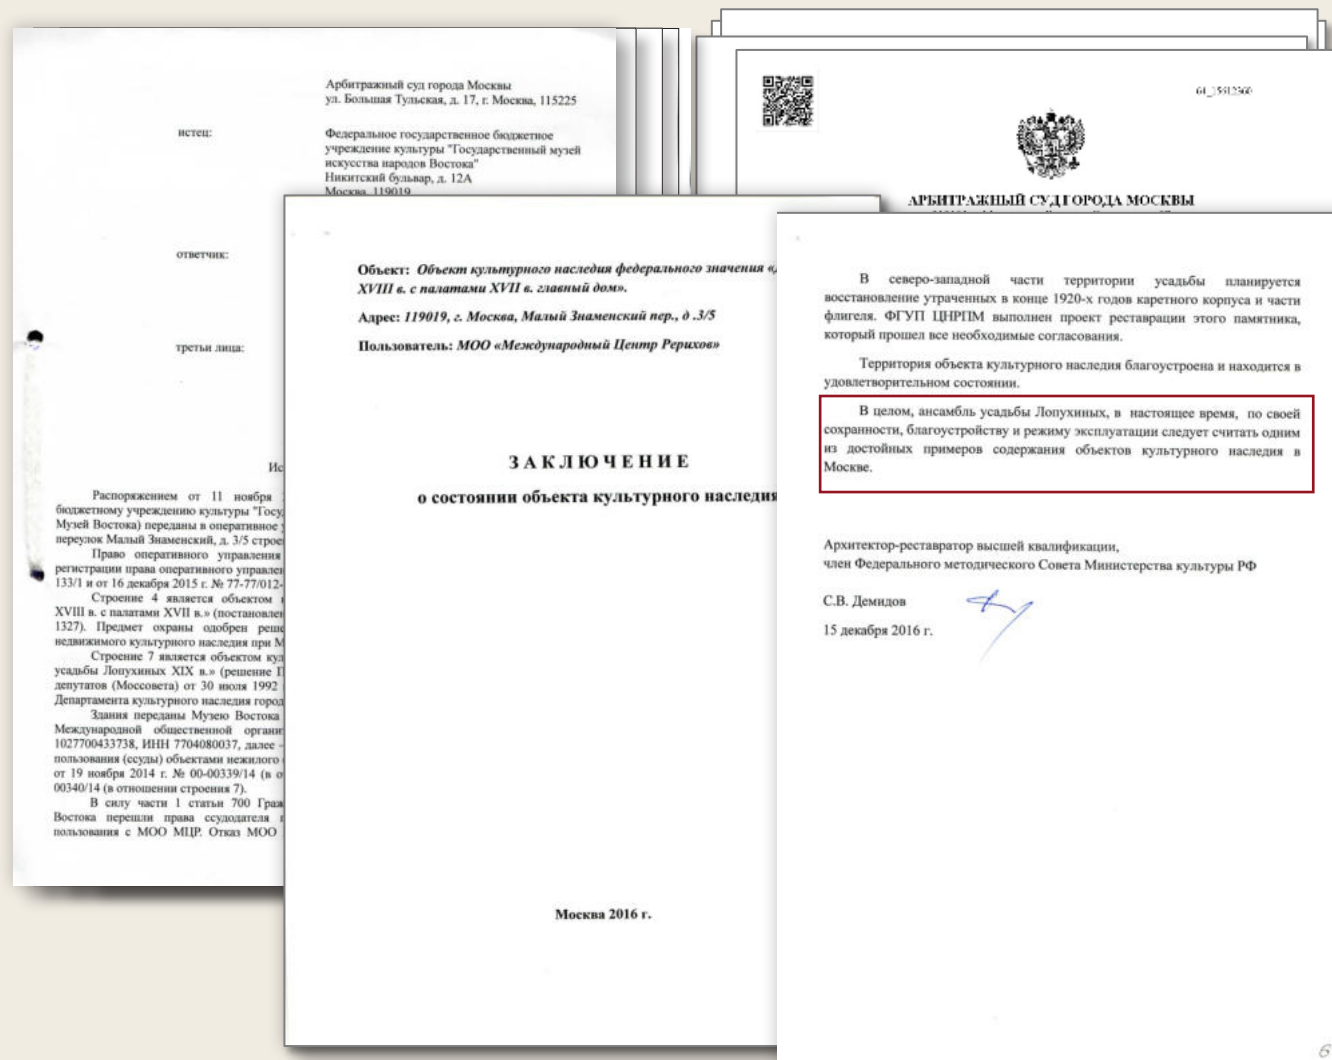 Арбитражный суд города Москвы
ул. Большая Тульская, д. 17, г. Москва, 115225
истец:
Федеральное государственное бюджетное
учреждение культуры "Государственный музей
искусства народов Востока"
Никитский бульвар, д. 12А
Москва, 119019
ответчик:
третьи лица:
Распоряжением от 11 ноября
бюджетному учреждению культуры "Госу
Музей Востока) переданы в оперативное
переулок Малый Знаменский, д. 3/5 строе
Право оперативного управления
регистрации права оперативного управле
133/1 и от 16 декабря 2015 г. № 77-77/012-
Строение 4 является объектом
XVIII в. с палатами XVII в.» (постановле
1327). Предмет охраны одобрен реше
недвижимого культурного наследия при М
Строение 7 является объектом кул
усадьбы Лопухиных XIX в.» (решение П
депутатов (Моссовета) от 30 июля 1992
Департамента культурного наследия город
Здания переданы Музею Востока
Международной общественной органи
1027700433738, ИНН 7704080037, далее -
пользования (ссуды) объектами нежилого
от 19 ноября 2014 г. № 00-00339/14 (в о
00340/14 (в отношении строения 7).
В силу части 1 статьи 700 Граж
Востока перешли права ссудодателя
пользования с МОО МЦР. Отказ МОО
Объект: Объект культурного наследия федерального значения
XVIII в. с палатами XVII в. главный дом».
Адрес: 119019, г. Москва, Малый Знаменский пер., д .3/5
Пользователь: МОО «Международный Центр Рерихов»
ЗАКЛЮЧЕНИЕ
о состоянии объекта культурного наследия
Москва 2016 г.
61_15612360
АРБИТРАЖНЫЙ СУД ГОРОДА МОСКВЫ
В северо-западной части территории усадьбы планируется
восстановление утраченных в конце 1920-х годов каретного корпуса и части
флигеля. ФГУП ЦНРПМ выполнен проект реставрации этого памятника,
который прошел все необходимые согласования.
Территория объекта культурного наследия благоустроена и находится в
удовлетворительном состоянии.
В целом, ансамбль усадьбы Лопухиных, в настоящее время, по своей
сохранности, благоустройству и режиму эксплуатации следует считать одним
из достойных примеров содержания объектов культурного наследия в
Москве.
Архитектор-реставратор высшей квалификации,
член Федерального методического Совета Министерства культуры РФ
С.В. Демидов
15 декабря 2016 г.
6